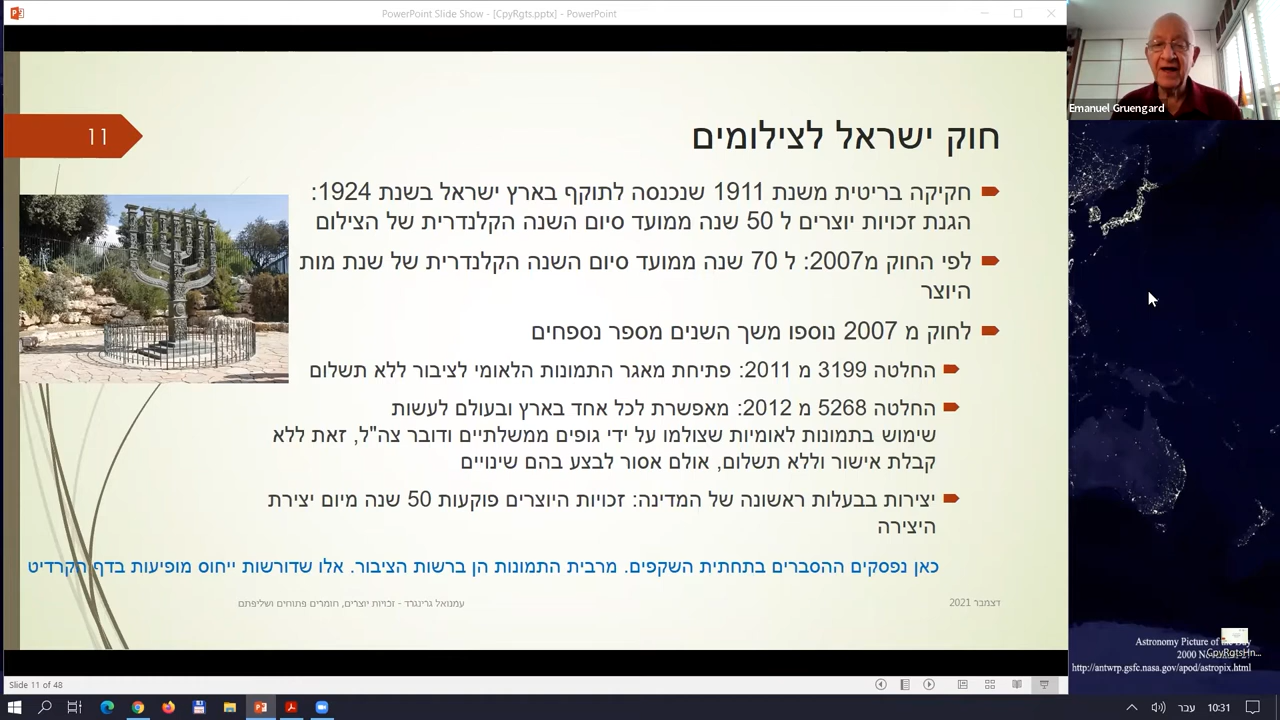 PowerPoint Slide Show - [CpyRgts.pptx] - PowerPoint
Emanuel Gruengard
11
חוק ישראל לצילומים
חקיקה בריטית משנת 1911 שנכנסה לתוקף בארץ ישראל בשנת 1924:
הגנת זכויות יוצרים ל 50 שנה ממועד סיום השנה הקלנדרית של הצילום
לפי החוק מ2007: ל 70 שנה ממועד סיום השנה הקלנדרית של שנת מות
היוצר
לחוק מ 2007 נוספו משך השנים מספר נספחים
החלטה 3199 מ 2011: פתיחת מאגר התמונות הלאומי לציבור ללא תשלום
החלטה 5268 מ 2012: מאפשרת לכל אחד בארץ ובעולם לעשות
שימוש בתמונות לאומיות שצולמו על ידי גופים ממשלתיים ודובר צה"ל, זאת ללא
קבלת אישור וללא תשלום, אולם אסור לבצע בהם שינויים
יצירות בבעלות ראשונה של המדינה: זכויות היוצרים פוקעות 50 שנה מיום יצירת
היצירה
כאן נפסקים ההסברים בתחתית השקפים. מרבית התמונות הן ברשות הציבור. אלו שדורשות ייחוס מופיעות בדף הקרדיט
דצמבר 2021
עמנואל גרינגרד - זכויות יוצרים, חומרים פתוחים ושליפתם
Astronomy Picture of the Day
2000
CpyRgtsHn...
http://antwrp.gsfc.nasa.gov/apod/astropix.html
Slide 11 of 48
עבר
10:31